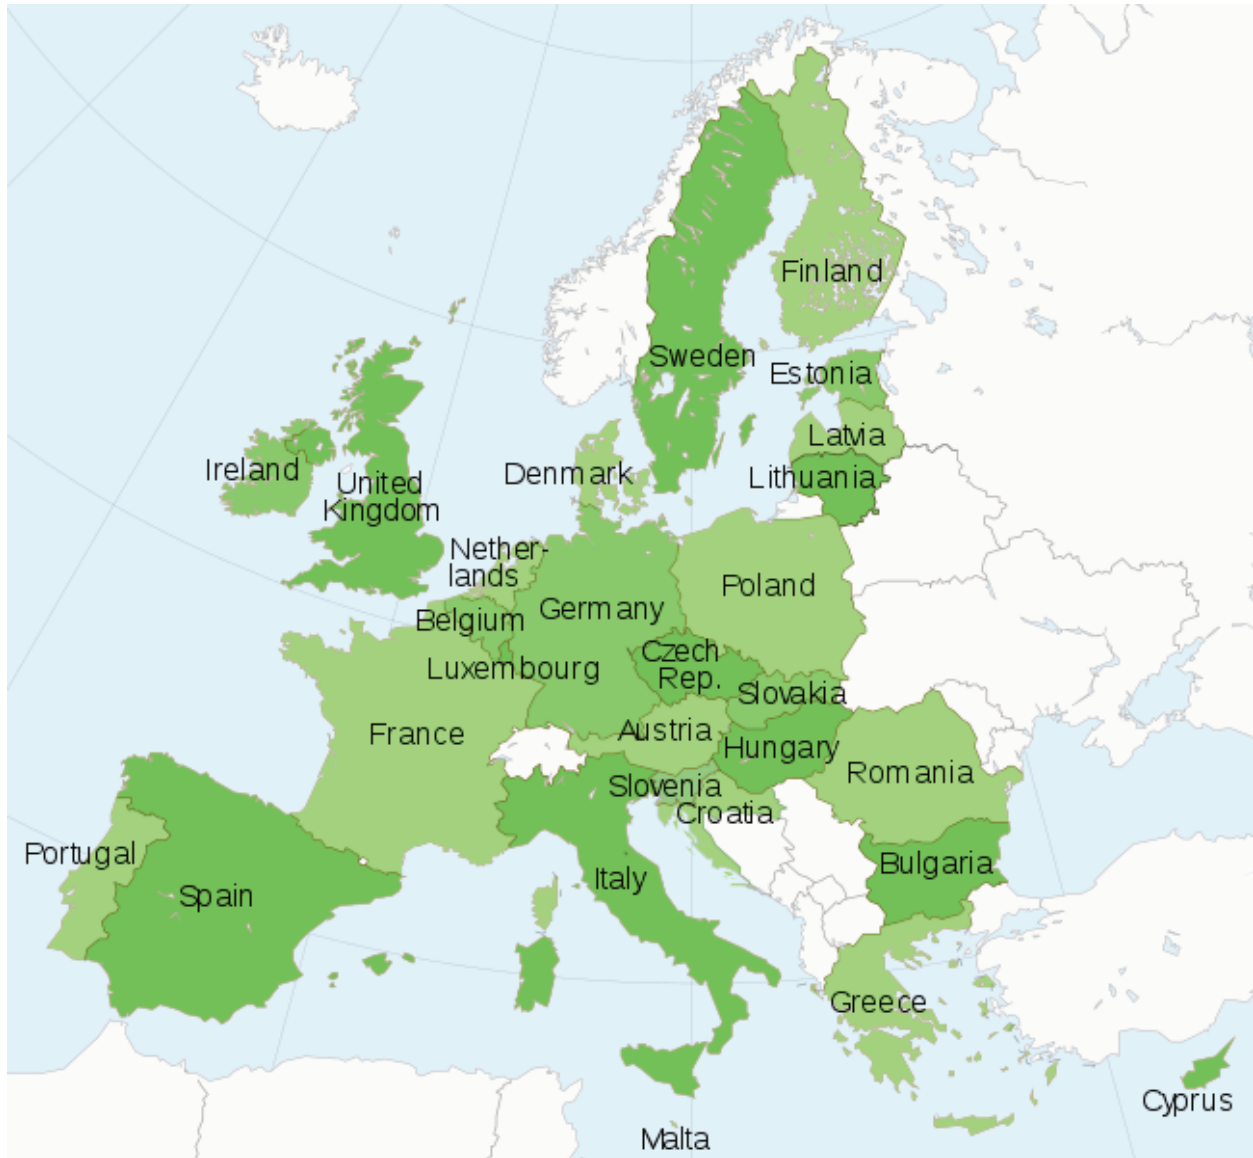 Finland
Sweden
Estonia
Latvia
Lithuania
Denmark
Ireland
United
Kingdom
Nether-
lands
Belgium
Germany
Poland
Luxembourg
Czech
Rep.
Slovakia
France
Austria
Hungary
Slovenia
Croatia
Romania
Portugal
Spain
Italy
Bulgaria
Greece
Cyprus
Malta